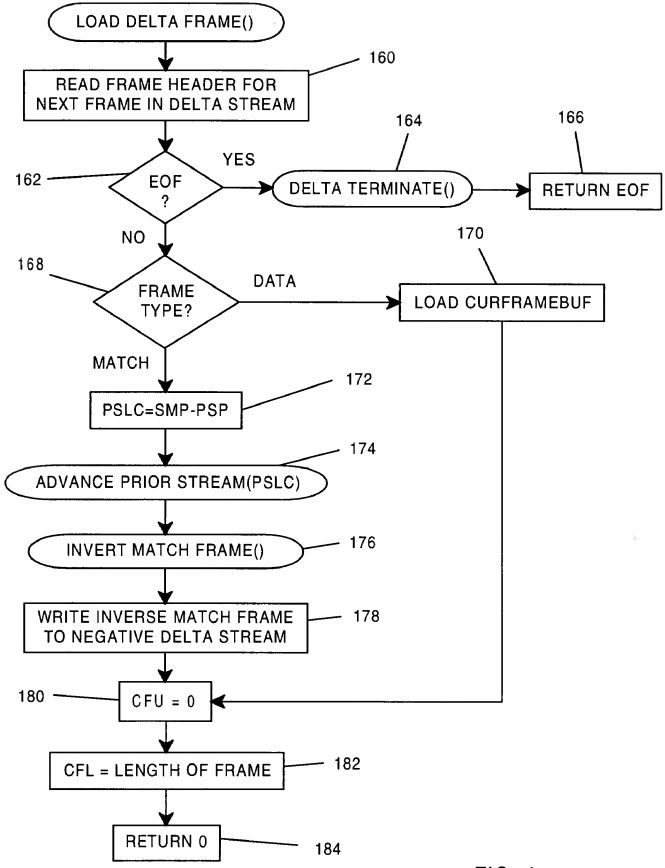 LOAD DELTA FRAME()
160
READ FRAME HEADER FOR
NEXT FRAME IN DELTA STREAM
164
166
YES
162
EOF
?
DELTA TERMINATE()
RETURN EOF
NO
170
168
DATA
FRAME
TYPE?
LOAD CURFRAMEBUF
MATCH
172
PSLC=SMP-PSP
174
ADVANCE PRIOR STREAM(PSLC)
176
INVERT MATCH FRAME()
178
WRITE INVERSE MATCH FRAME
TO NEGATIVE DELTA STREAM
180
CFU = 0
182
CFL = LENGTH OF FRAME
RETURN 0
184